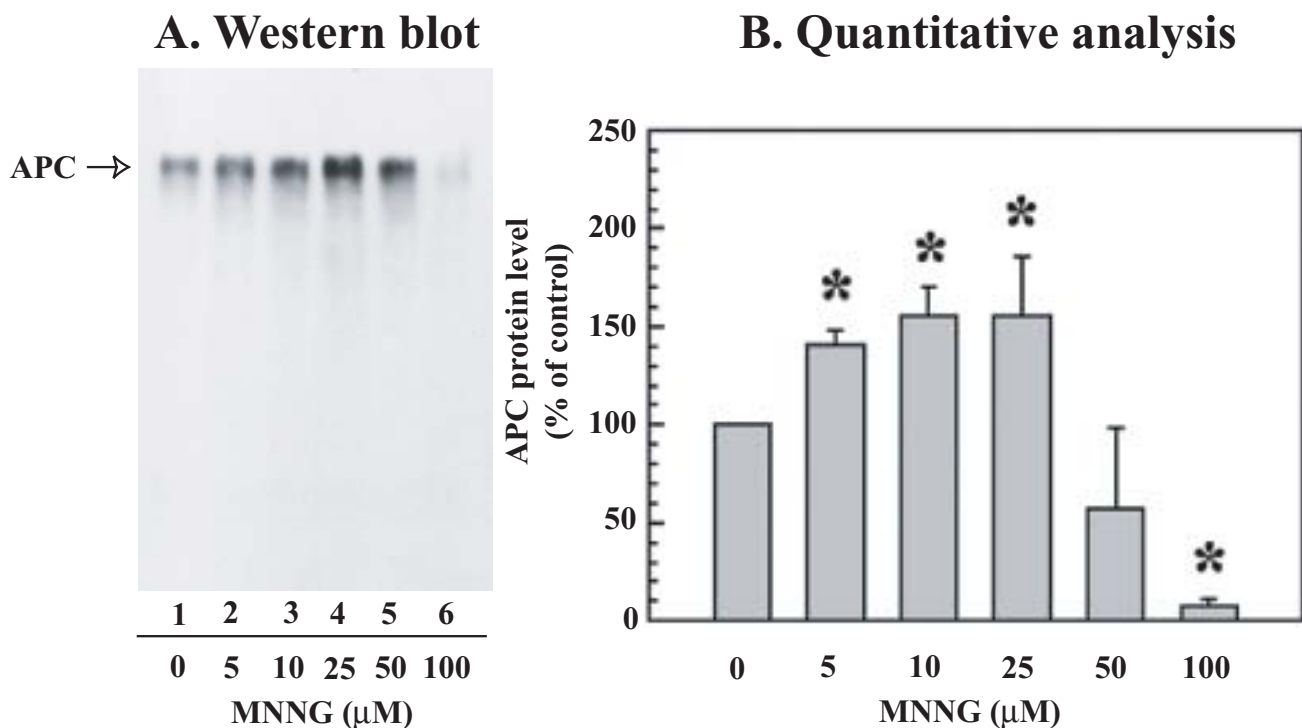 A. Western blot
APC
1 2 3 4 5 6
0 5 10 25 50 100
MNNG (μM)
B. Quantitative analysis
APC protein level
(% of control)
250
200
150
100
50
0
* * * *
0 5 10 25 50 100
MNNG (μM)